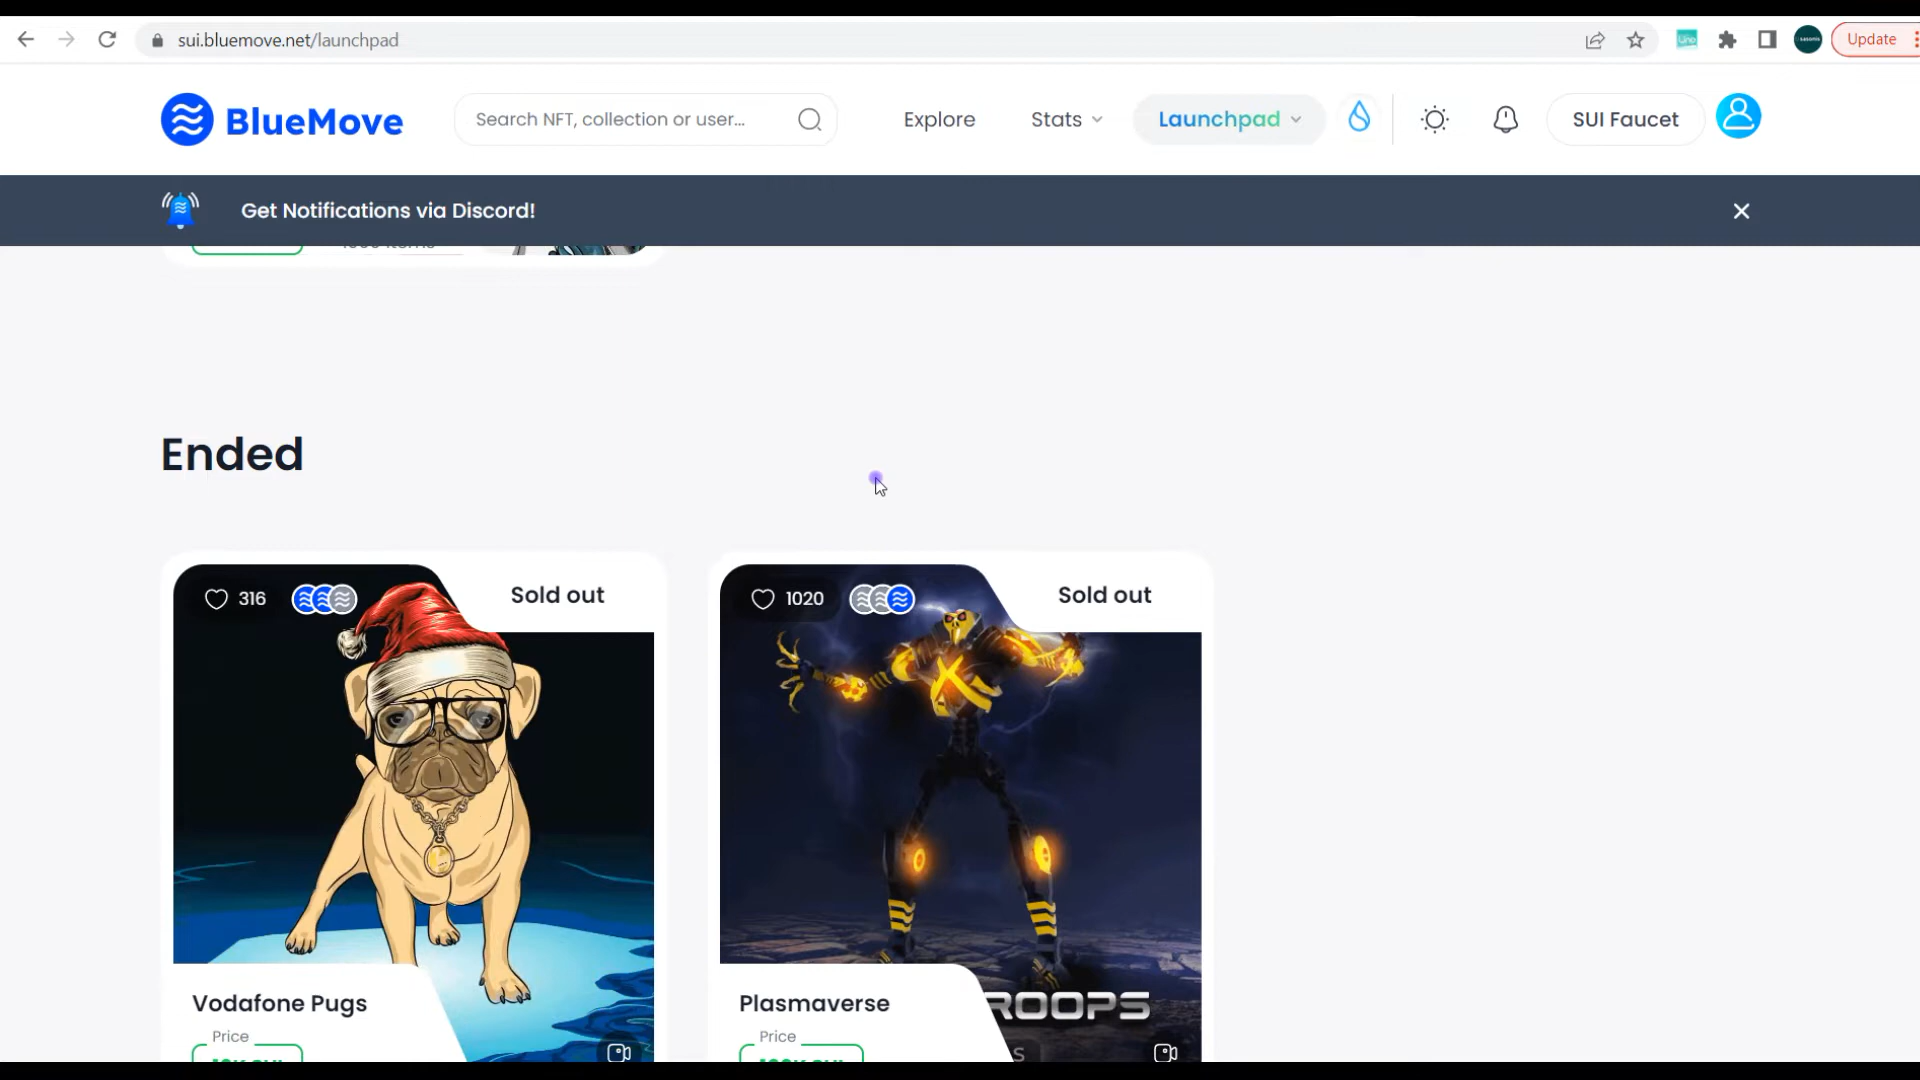 sui.bluemove.net/launchpad
Update
BlueMove
Search NFT, collection or user...
Explore
Stats
Launchpad
SUI Faucet
Get Notifications via Discord!
Ended
316
Sold out
1020
Sold out
Vodafone Pugs
Price
Plasmaverse
ROOPS
Price